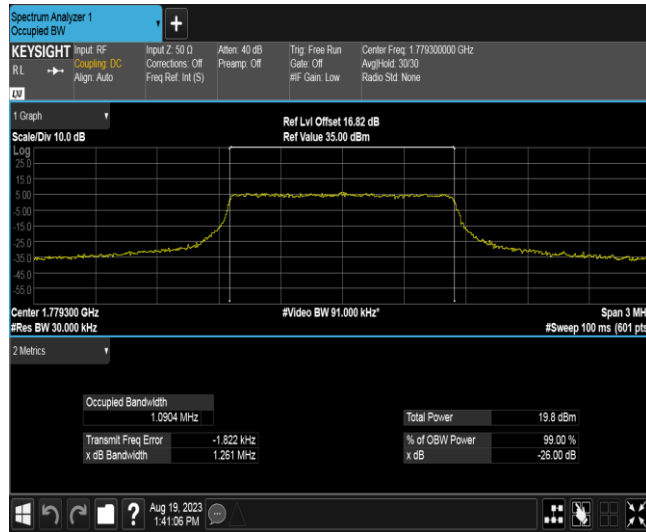 Spectrum Analyzer 1
Occupied BW
+
KEYSIGHT Input: RF Input Z: 50 Ω Atten: 40 dB Trig: Free Run Center Freq: 1.779300000 GHz
RL Coupling: DC Corrections: Off Preamp: Off Gate: Off Avg|Hold: 30/30
Align: Auto Freq Ref: Int (S) #IF Gain: Low Radio Std: None
LXI
1 Graph
Ref Lvl Offset 16.82 dB
Scale/Div 10.0 dB Ref Value 35.00 dBm
Log
25.0
15.0
5.00
-5.00
-15.0
-25.0
-35.0
-45.0
-55.0
Center 1.779300 GHz #Video BW 91.000 kHz* Span 3 MH
#Res BW 30.000 kHz #Sweep 100 ms (601 pts
2 Metrics
Occupied Bandwidth
1.0904 MHz Total Power 19.8 dBm
Transmit Freq Error -1.822 kHz % of OBW Power 99.00 %
x dB Bandwidth 1.261 MHz x dB -26.00 dB
? Aug 19, 2023
1:41:06 PM